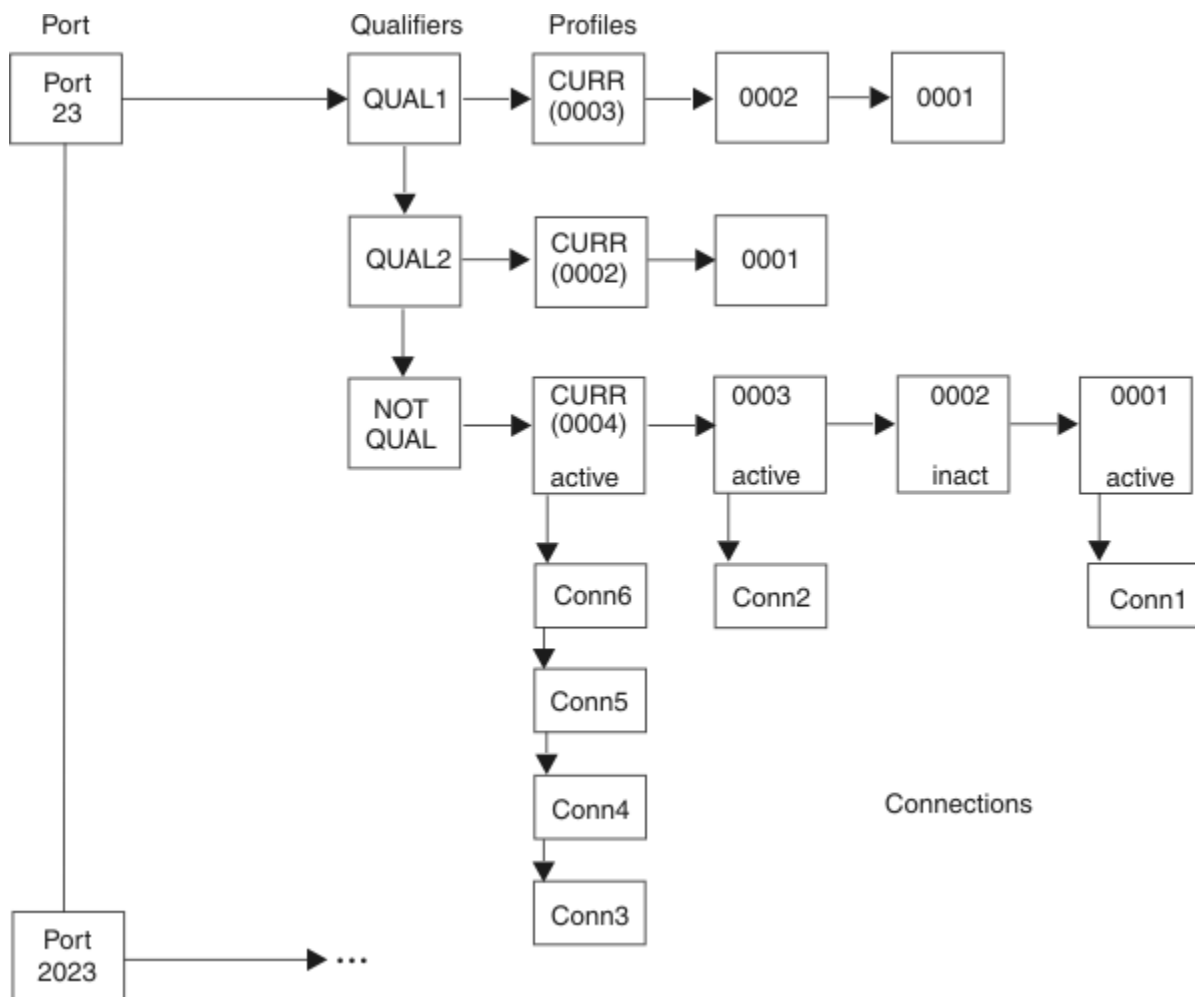 Port
Qualifiers
Profiles
Port
23
QUAL1
CURR
(0003)
0002
0001
QUAL2
CURR
(0002)
0001
NOT
QUAL
CURR
(0004)
active
0003
active
0002
inact
0001
active
Conn6
Conn2
Conn1
Conn5
Conn4
Connections
Conn3
Port
2023
...